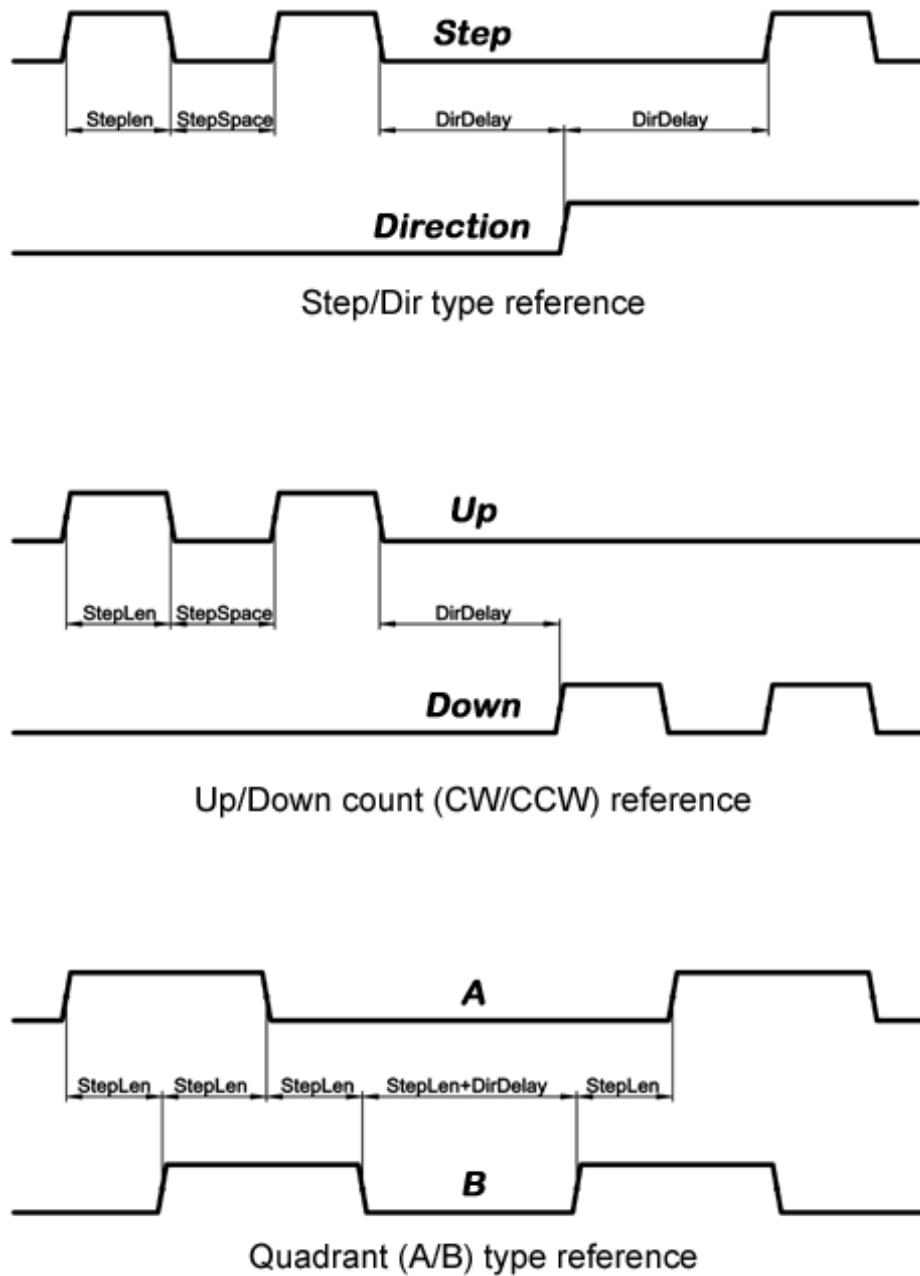 Step
Steplen StepSpace DirDelay DirDelay
Direction
Step/Dir type reference
Up
StepLen StepSpace DirDelay
Down
Up/Down count (CW/CCW) reference
A
StepLen StepLen StepLen StepLen+DirDelay StepLen
B
Quadrant (A/B) type reference